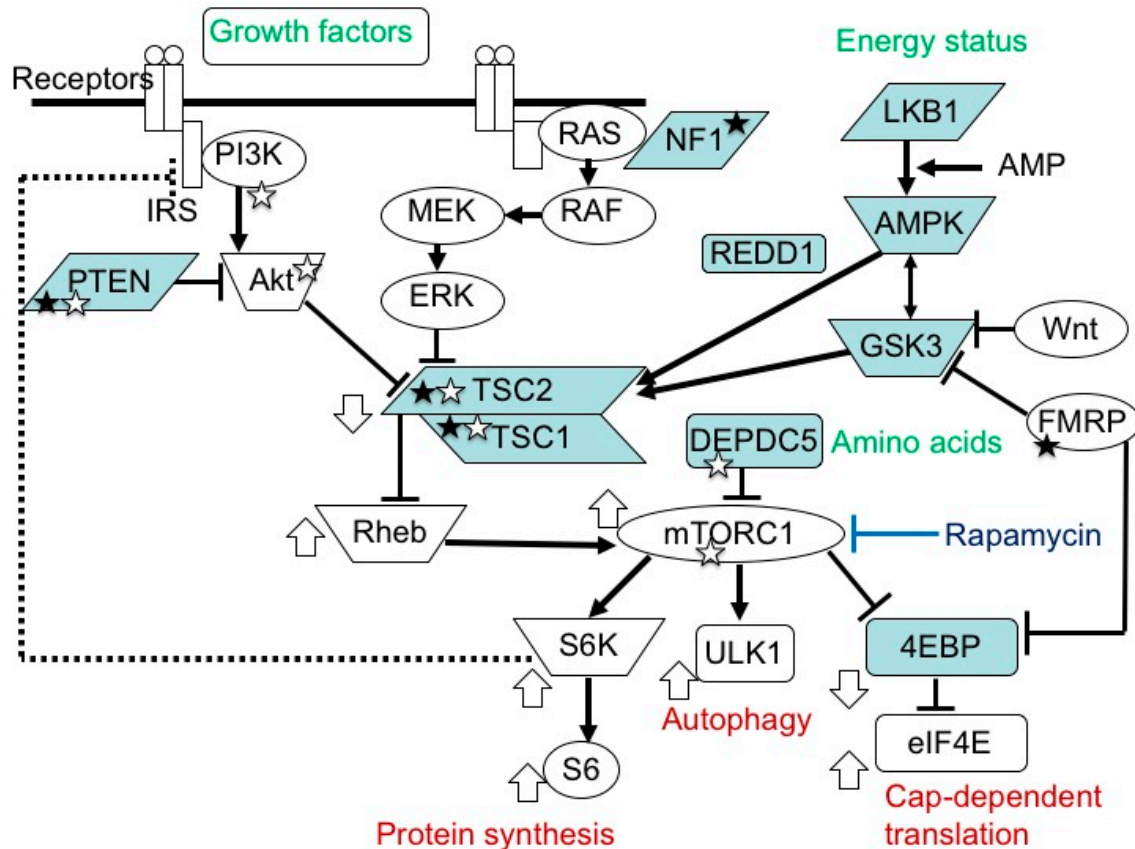 Growth factors
Energy status
Receptors
LKB1
RAS
NF1
PI3K
AMP
IRS
MEK
RAF
AMPK
REDD1
PTEN
Akt
ERK
GSK3
Wnt
TSC2
FMRP
TSC1
DEPDC5
Amino acids
Rheb
mTORC1
Rapamycin
S6K
ULK1
4EBP
Autophagy
eIF4E
S6
Cap-dependent
translation
Protein synthesis